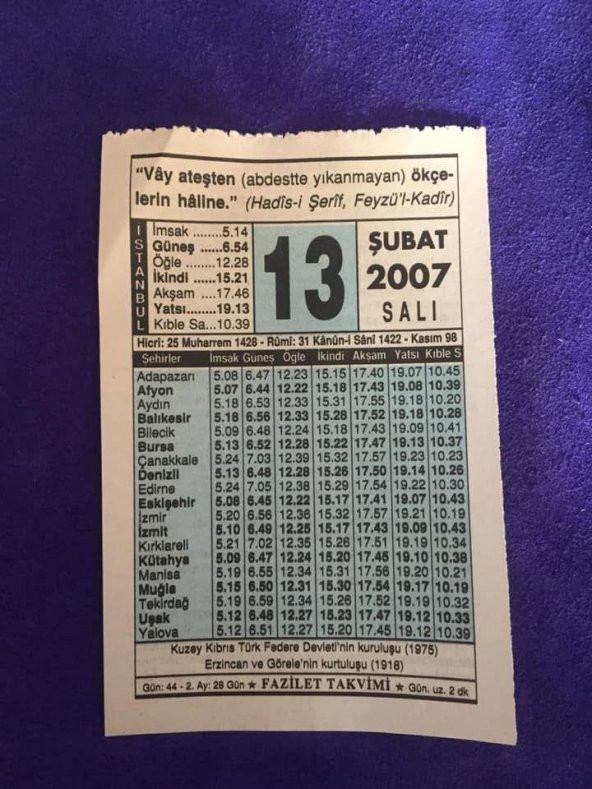 “Vây ateşten (abdestte yıkanmayan) ökçe-
lerin hâline.” (Hadîs-i Şerîf, Feyzü'l-Kadîr)
İSTANBUL
İmsak ........5.14
Güneş ......6.54
Öğle ........12.28
İkindi ......15.21
Akşam ....17.46
Yatsı........19.13
Kıble Sa...10.39
13
ŞUBAT
2007
SALI
Hicrî: 25 Muharrem 1428 - Rûmî: 31 Kânûn-i Sânî 1422 - Kasım 98
Şehirler İmsak Güneş Öğle İkindi Akşam Yatsı Kıble S
Adapazarı 5.08 6.47 12.23 15.15 17.40 19.07 10.45
Afyon 5.07 6.44 12.22 15.18 17.43 19.08 10.39
Aydın 5.18 6.53 12.33 15.31 17.55 19.18 10.20
Balıkesir 5.18 6.56 12.33 15.28 17.52 19.18 10.28
Bilecik 5.09 6.48 12.24 15.18 17.43 19.09 10.41
Bursa 5.13 6.52 12.28 15.22 17.47 19.13 10.37
Çanakkale 5.24 7.03 12.39 15.32 17.57 19.23 10.23
Denizli 5.13 6.48 12.28 15.26 17.50 19.14 10.26
Edirne 5.24 7.05 12.38 15.29 17.54 19.22 10.30
Eskişehir 5.08 6.45 12.22 15.17 17.41 19.07 10.43
İzmir 5.20 6.56 12.36 15.32 17.57 19.21 10.19
İzmit 5.10 6.49 12.25 15.17 17.43 19.09 10.43
Kırklareli 5.21 7.02 12.35 15.26 17.51 19.19 10.34
Kütahya 5.09 6.47 12.24 15.20 17.45 19.10 10.38
Manisa 5.19 6.55 12.34 15.31 17.56 19.20 10.21
Muğla 5.15 6.50 12.31 15.30 17.54 19.17 10.19
Tekirdağ 5.19 6.59 12.34 15.26 17.52 19.19 10.32
Uşak 5.12 6.48 12.27 15.23 17.47 19.12 10.33
Yalova 5.12 6.51 12.27 15.20 17.45 19.12 10.39
Kuzey Kıbrıs Türk Federe Devleti'nin kuruluşu (1975)
Erzincan ve Görele'nin kurtuluşu (1918)
Gün: 44 - 2. Ay: 28 Gün ★ FAZİLET TAKVİMİ ★ Gün. uz. 2 dk